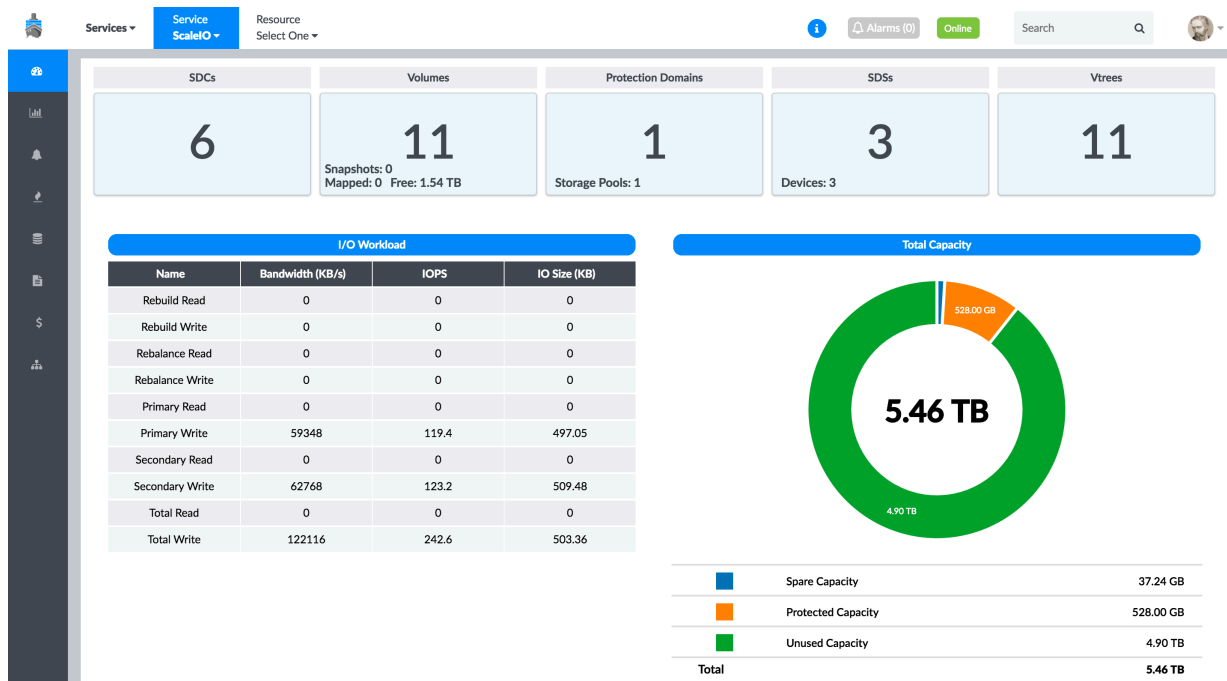 Services
Service
ScaleIO
Resource
Select One
i
Alarms (0)
Online
Search
SDCs
6
Volumes
11
Snapshots: 0
Mapped: 0 Free: 1.54 TB
Protection Domains
1
Storage Pools: 1
SDSs
3
Devices: 3
Vtrees
11
I/O Workload
Name Bandwidth (KB/s) IOPS IO Size (KB)
Rebuild Read 0 0 0
Rebuild Write 0 0 0
Rebalance Read 0 0 0
Rebalance Write 0 0 0
Primary Read 0 0 0
Primary Write 59348 119.4 497.05
Secondary Read 0 0 0
Secondary Write 62768 123.2 509.48
Total Read 0 0 0
Total Write 122116 242.6 503.36
Total Capacity
528.00 GB
5.46 TB
4.90 TB
Spare Capacity 37.24 GB
Protected Capacity 528.00 GB
Unused Capacity 4.90 TB
Total 5.46 TB